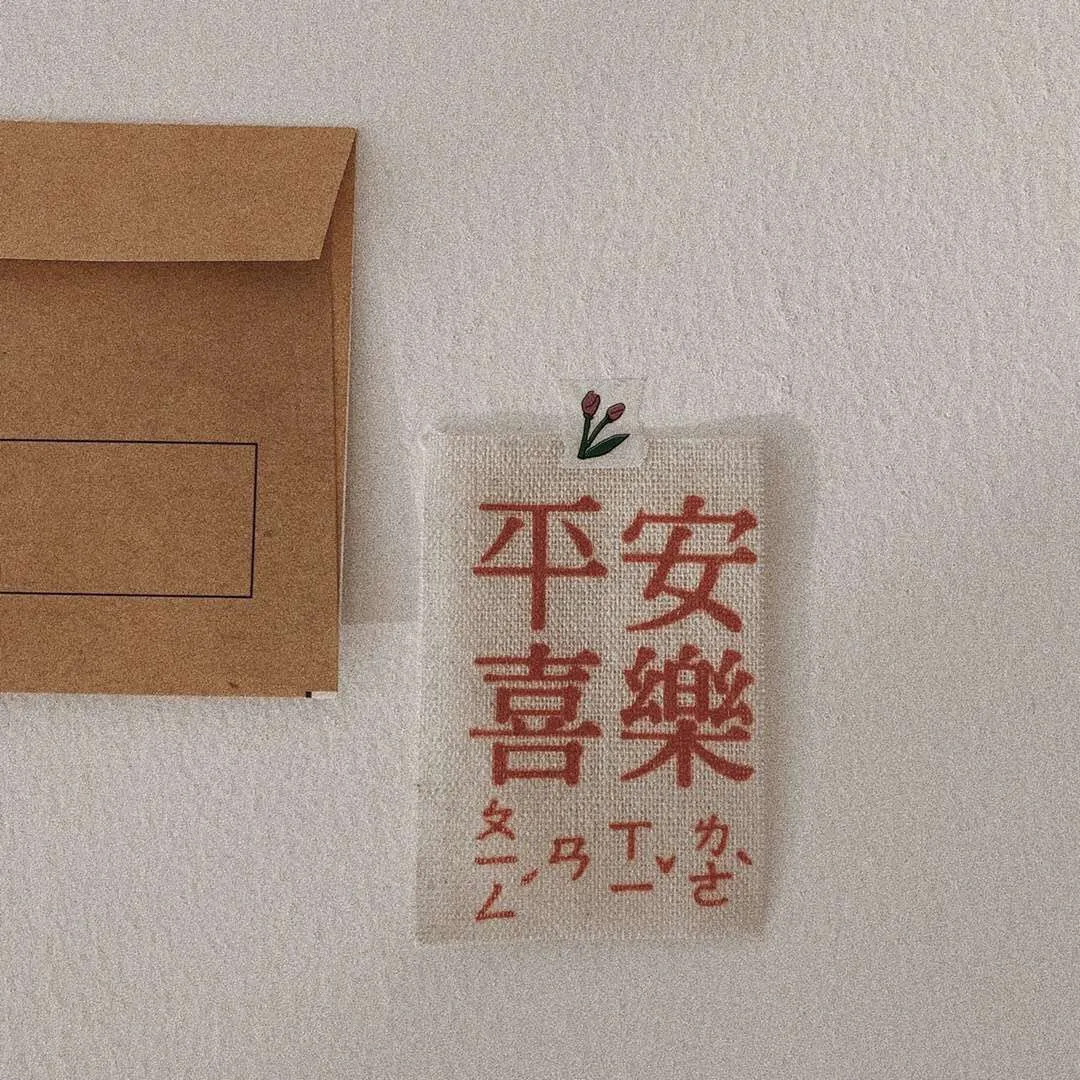 平安
喜樂
ㄆㄧㄥˊ ㄢ ㄒㄧˇ ㄌㄜˋ